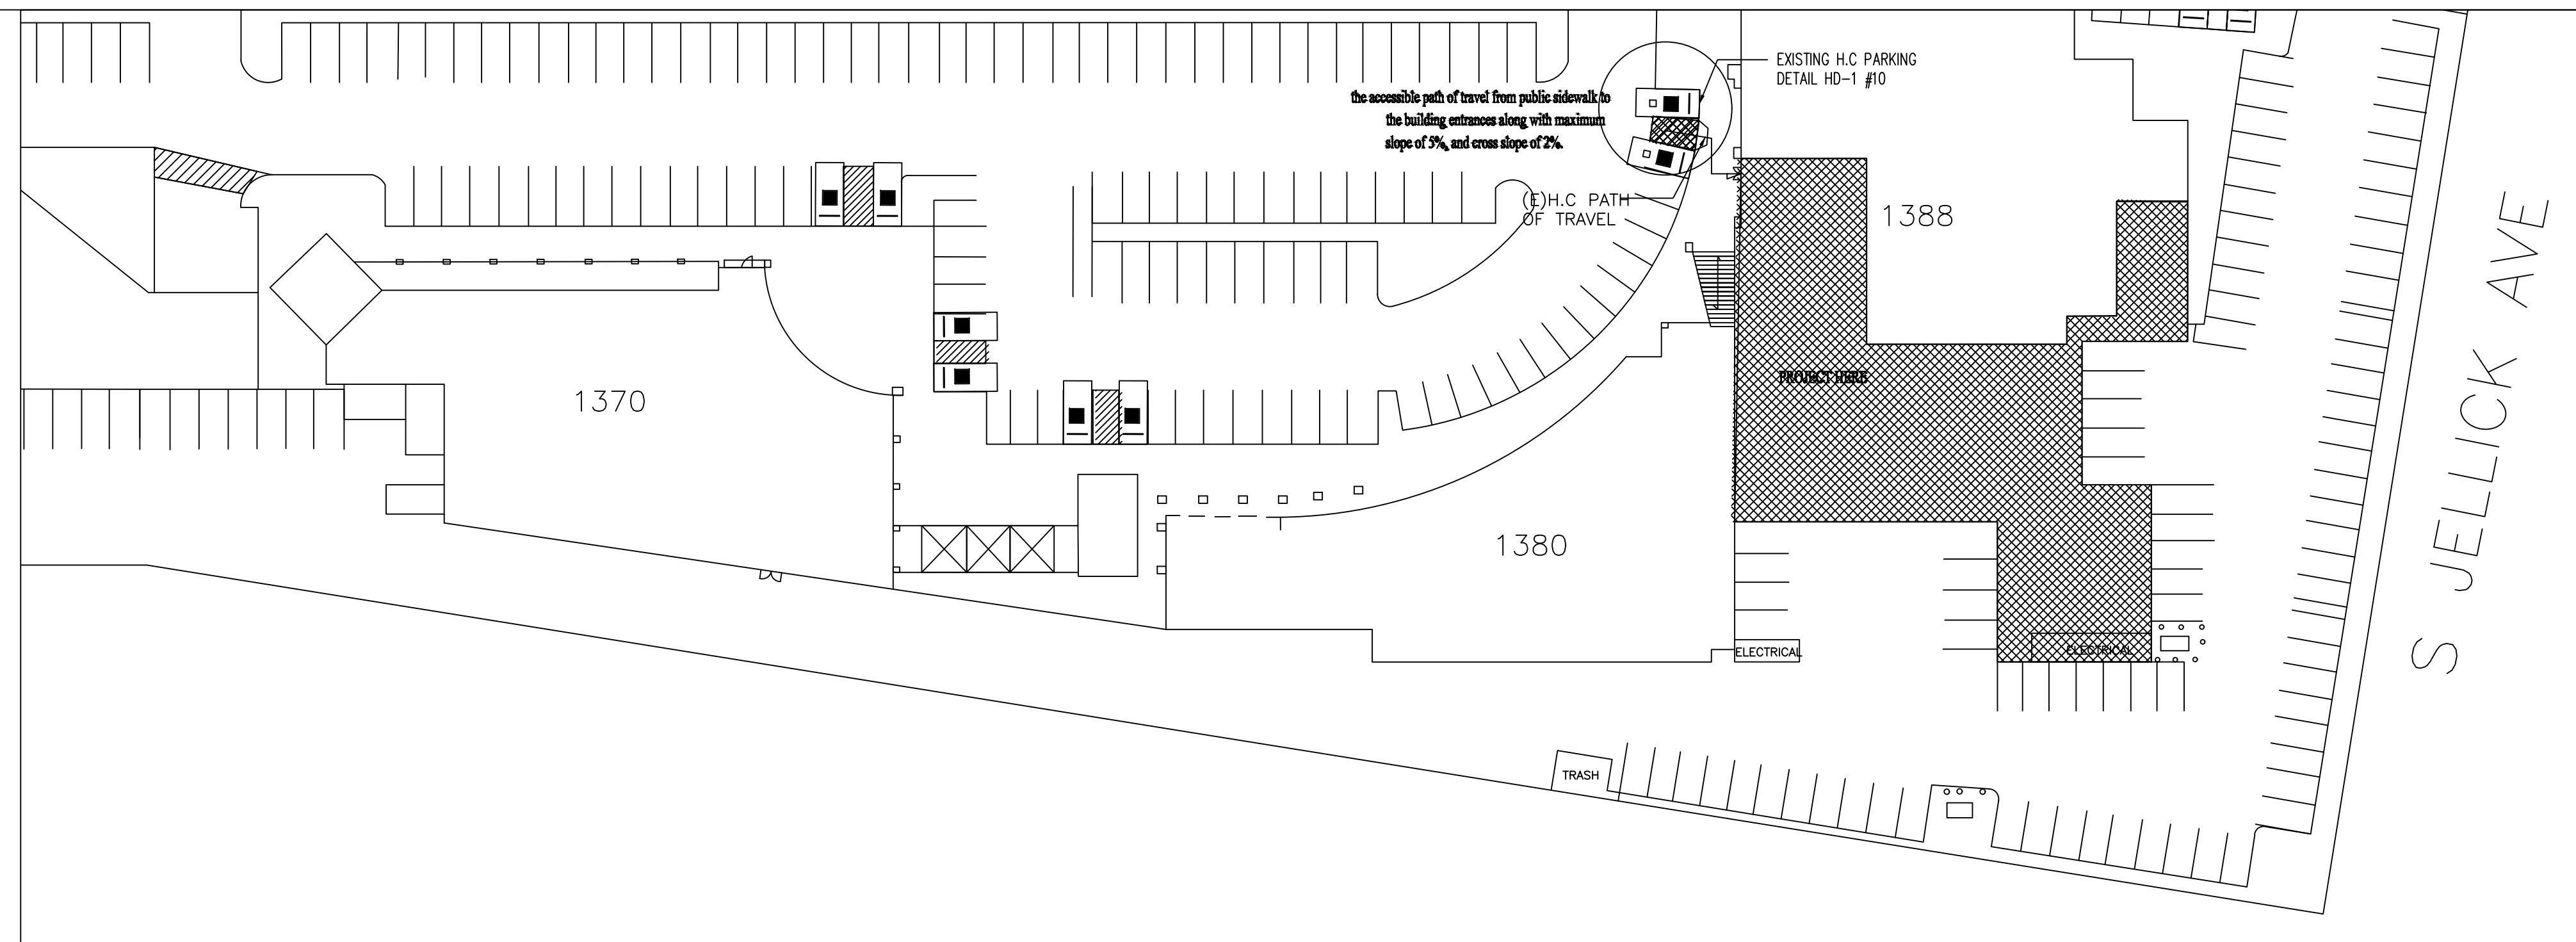 EXISTING H.C PARKING
DETAIL HD-1 #10
the accessible path of travel from public sidewalk to
the building entrances along with maximum
slope of 5%, and cross slope of 2%.
(E)H.C PATH
OF TRAVEL
1388
S JELLICK AVE
PROJECT HERE
1370
1380
ELECTRICAL
ELECTRICAL
TRASH